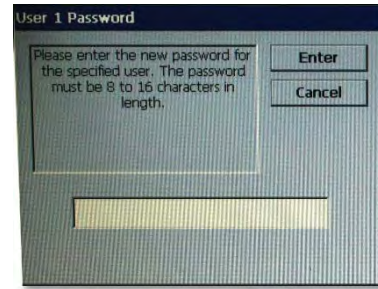 User 1 Password
Please enter the new password for
the specified user. The password
must be 8 to 16 characters in
length.
Enter
Cancel